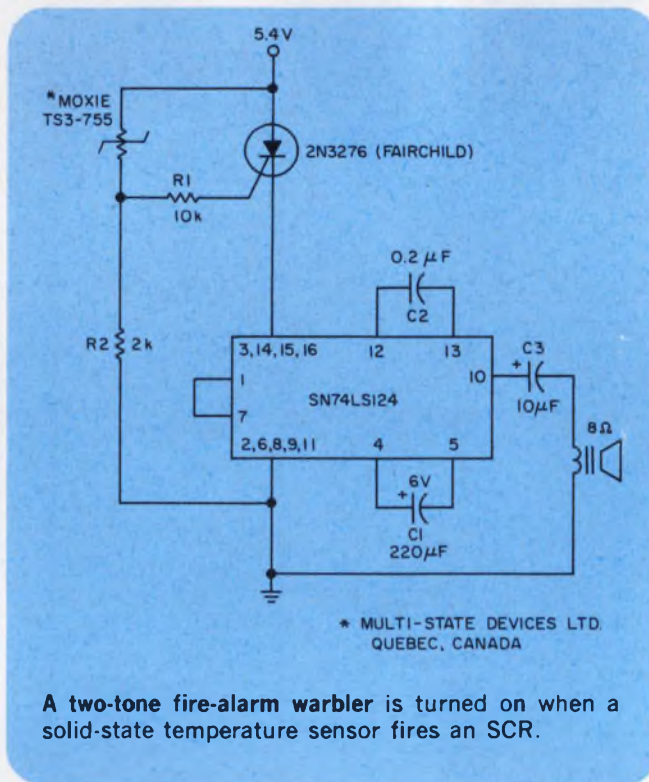 5.4V
*MOXIE
TS3-755
2N3276 (FAIRCHILD)
R1
10k
0.2 µF
C2
R2 2k
3,14,15,16
12
13
C3
+
1
10
SN74LS124
10µF
7
8Ω
2,6,8,9,11
4
5
6V
+
C1
220µF
* MULTI-STATE DEVICES LTD.
QUEBEC, CANADA
A two-tone fire-alarm warbler is turned on when a
solid-state temperature sensor fires an SCR.